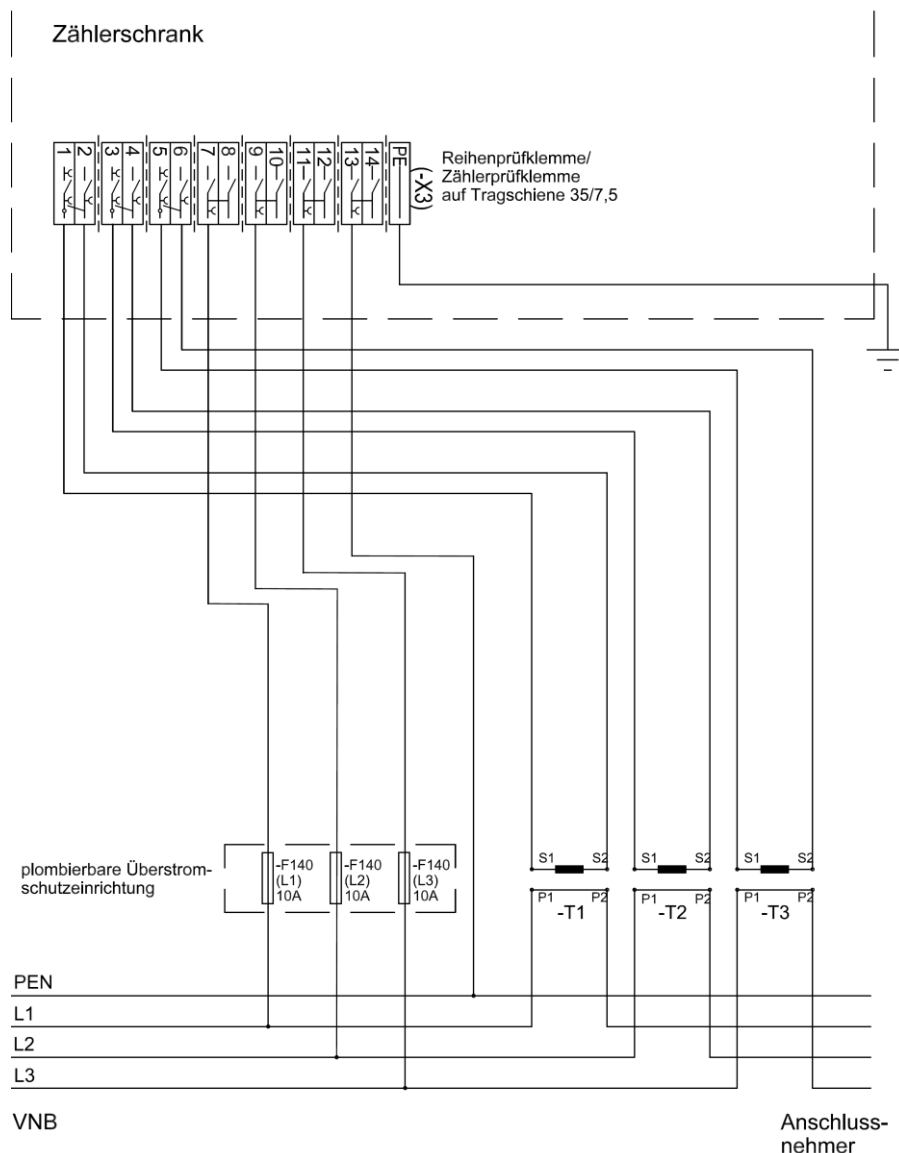 Zählerschrank
1 2 3 4 5 6 7 8 9 10 11 12 13 14 PE
(-X3)
Reihenprüfklemme/
Zählerprüfklemme
auf Tragschiene 35/7,5
plombierbare Überstrom-
schutzeinrichtung
-F140
(L1)
10A
-F140
(L2)
10A
-F140
(L3)
10A
S1 S2
P1 P2
-T1
S1 S2
P1 P2
-T2
S1 S2
P1 P2
-T3
PEN
L1
L2
L3
VNB
Anschluss-
nehmer